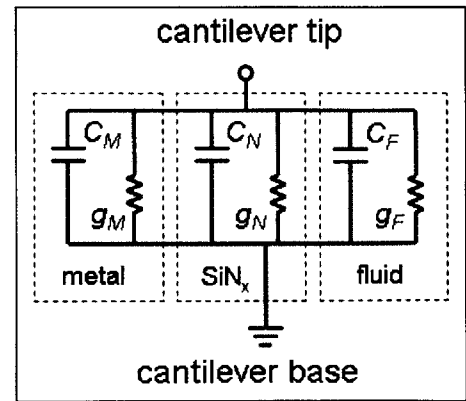 cantilever tip
C_M C_N C_F
g_M g_N g_F
metal SiN_x fluid
cantilever base